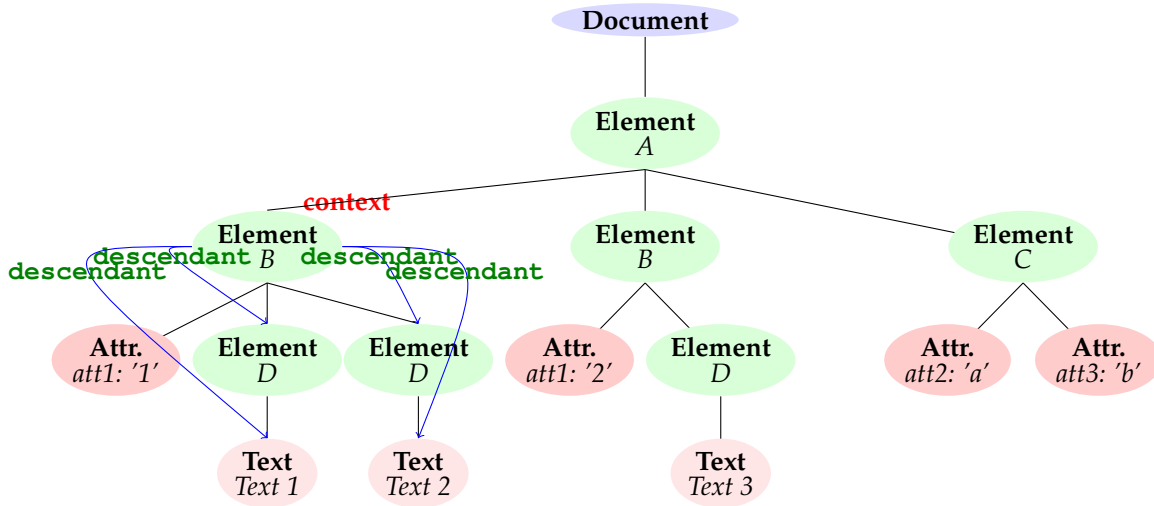 Document
Element
A
context
Element
B
Element
B
Element
C
descendant
descendant
descendant
descendant
Attr.
att1: '1'
Element
D
Element
D
Attr.
att1: '2'
Element
D
Attr.
att2: 'a'
Attr.
att3: 'b'
Text
Text 1
Text
Text 2
Text
Text 3